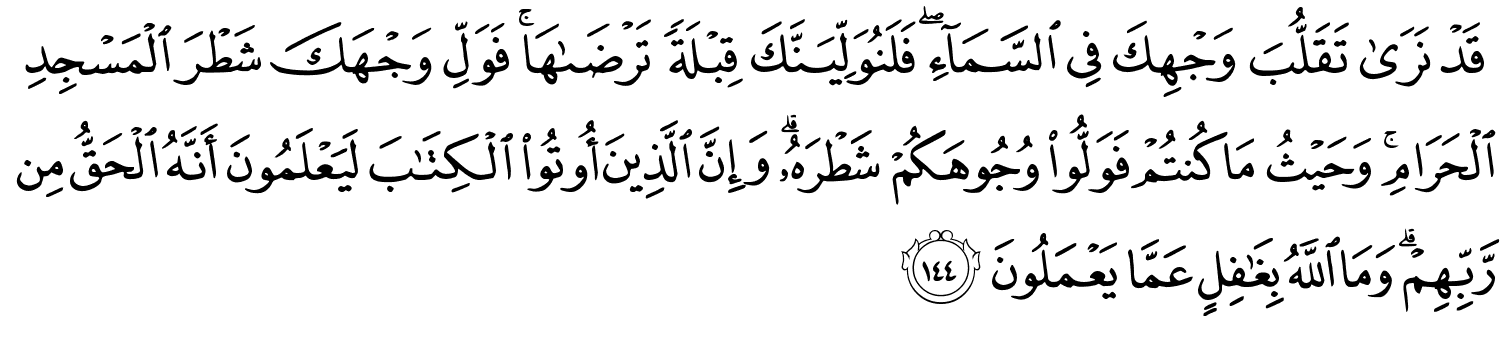 قَدْ نَرَىٰ تَقَلُّبَ وَجْهِكَ فِى ٱلسَّمَآءِ ۖ فَلَنُوَلِّيَنَّكَ قِبْلَةً تَرْضَىٰهَا ۚ فَوَلِّ وَجْهَكَ شَطْرَ ٱلْمَسْجِدِ
ٱلْحَرَامِ ۚ وَحَيْثُ مَا كُنتُمْ فَوَلُّوا۟ وُجُوهَكُمْ شَطْرَهُۥ ۗ وَإِنَّ ٱلَّذِينَ أُوتُوا۟ ٱلْكِتَـٰبَ لَيَعْلَمُونَ أَنَّهُ ٱلْحَقُّ مِن
رَّبِّهِمْ ۗ وَمَا ٱللَّهُ بِغَـٰفِلٍ عَمَّا يَعْمَلُونَ ١٤٤